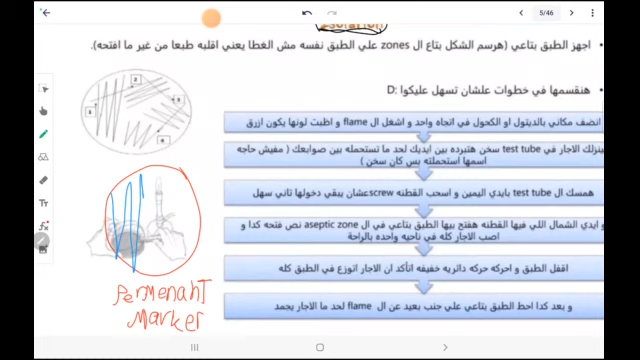 5/46
Isolation
اجهز الطبق بتاعي (هرسم الشكل بتاع ال zones علي الطبق نفسه مش الغطا يعني اقلبه طبعا من غير ما افتحه).
هنقسمها في خطوات علشان تسهل عليكوا :D
انضف مكاني بالديتول او الكحول في اتجاه واحد و اشغل ال flame و اظبت لونها يكون ازرق
ينزلك الاجار في test tube سخن هتبرده بين ايديك لحد ما تستحمله بين صوابعك ( مفيش حاجه
اسمها استحملته بس كان سخن)
همسك ال test tube بايدي اليمين و اسحب القطنه screw عشان يبقي دخولها تاني سهل
و ايدي الشمال اللي فيها القطنه هفتح بيها الطبق بتاعي في ال aseptic zone نص فتحه كدا و
اصب الاجار كله في ناحيه واحده بالراحة
اقفل الطبق و احركه حركه دائريه خفيفه اتأكد ان الاجار اتوزع في الطبق كله
و بعد كدا احط الطبق بتاعي علي جنب بعيد عن ال flame لحد ما الاجار يجمد
2
3
Permenant
Marker